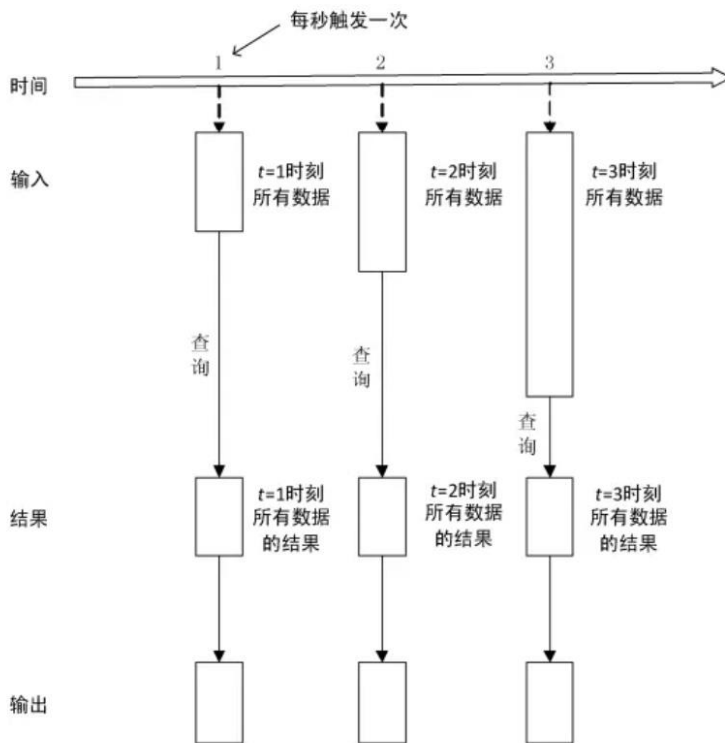 每秒触发一次
1 2 3
时间
输入
t=1时刻
所有数据
t=2时刻
所有数据
t=3时刻
所有数据
查询
查询
查询
结果
t=1时刻
所有数据
的结果
t=2时刻
所有数据
的结果
t=3时刻
所有数据
的结果
输出